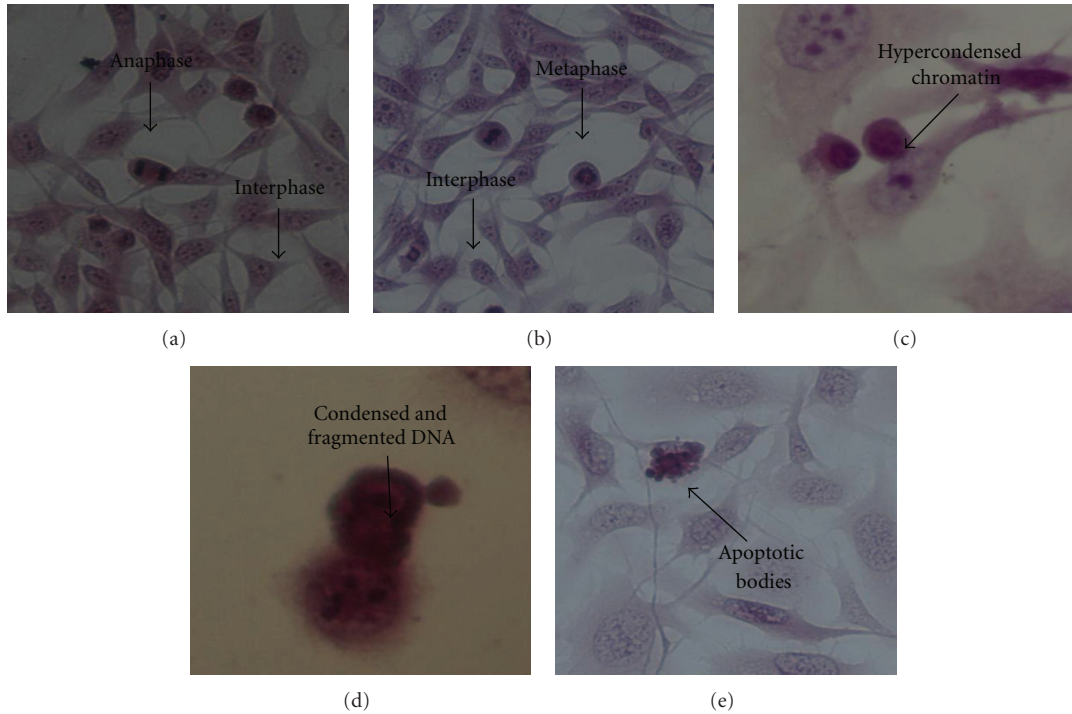 Anaphase
Interphase
(a)
Metaphase
Interphase
(b)
Hypercondensed
chromatin
(c)
Condensed and
fragmented DNA
(d)
Apoptotic
bodies
(e)